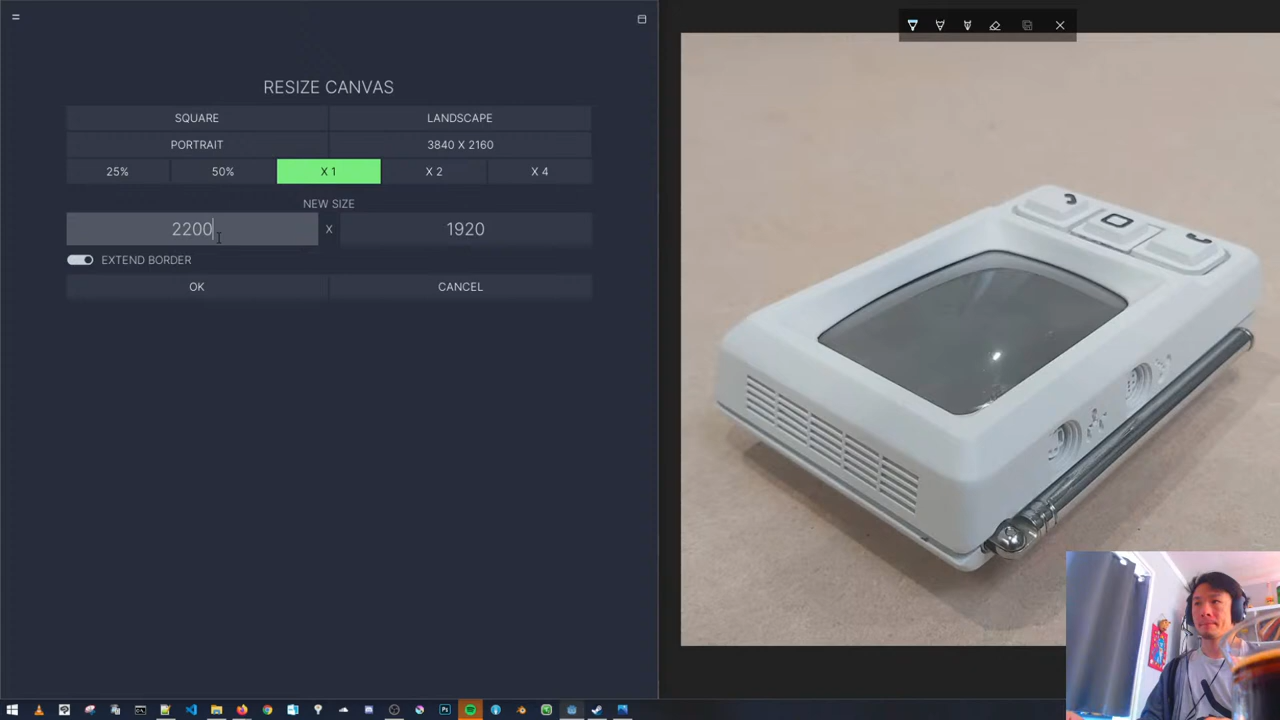 RESIZE CANVAS
SQUARE LANDSCAPE
PORTRAIT 3840 X 2160
25% 50% X 1 X 2 X 4
NEW SIZE
2200 X 1920
EXTEND BORDER
OK CANCEL
Ps